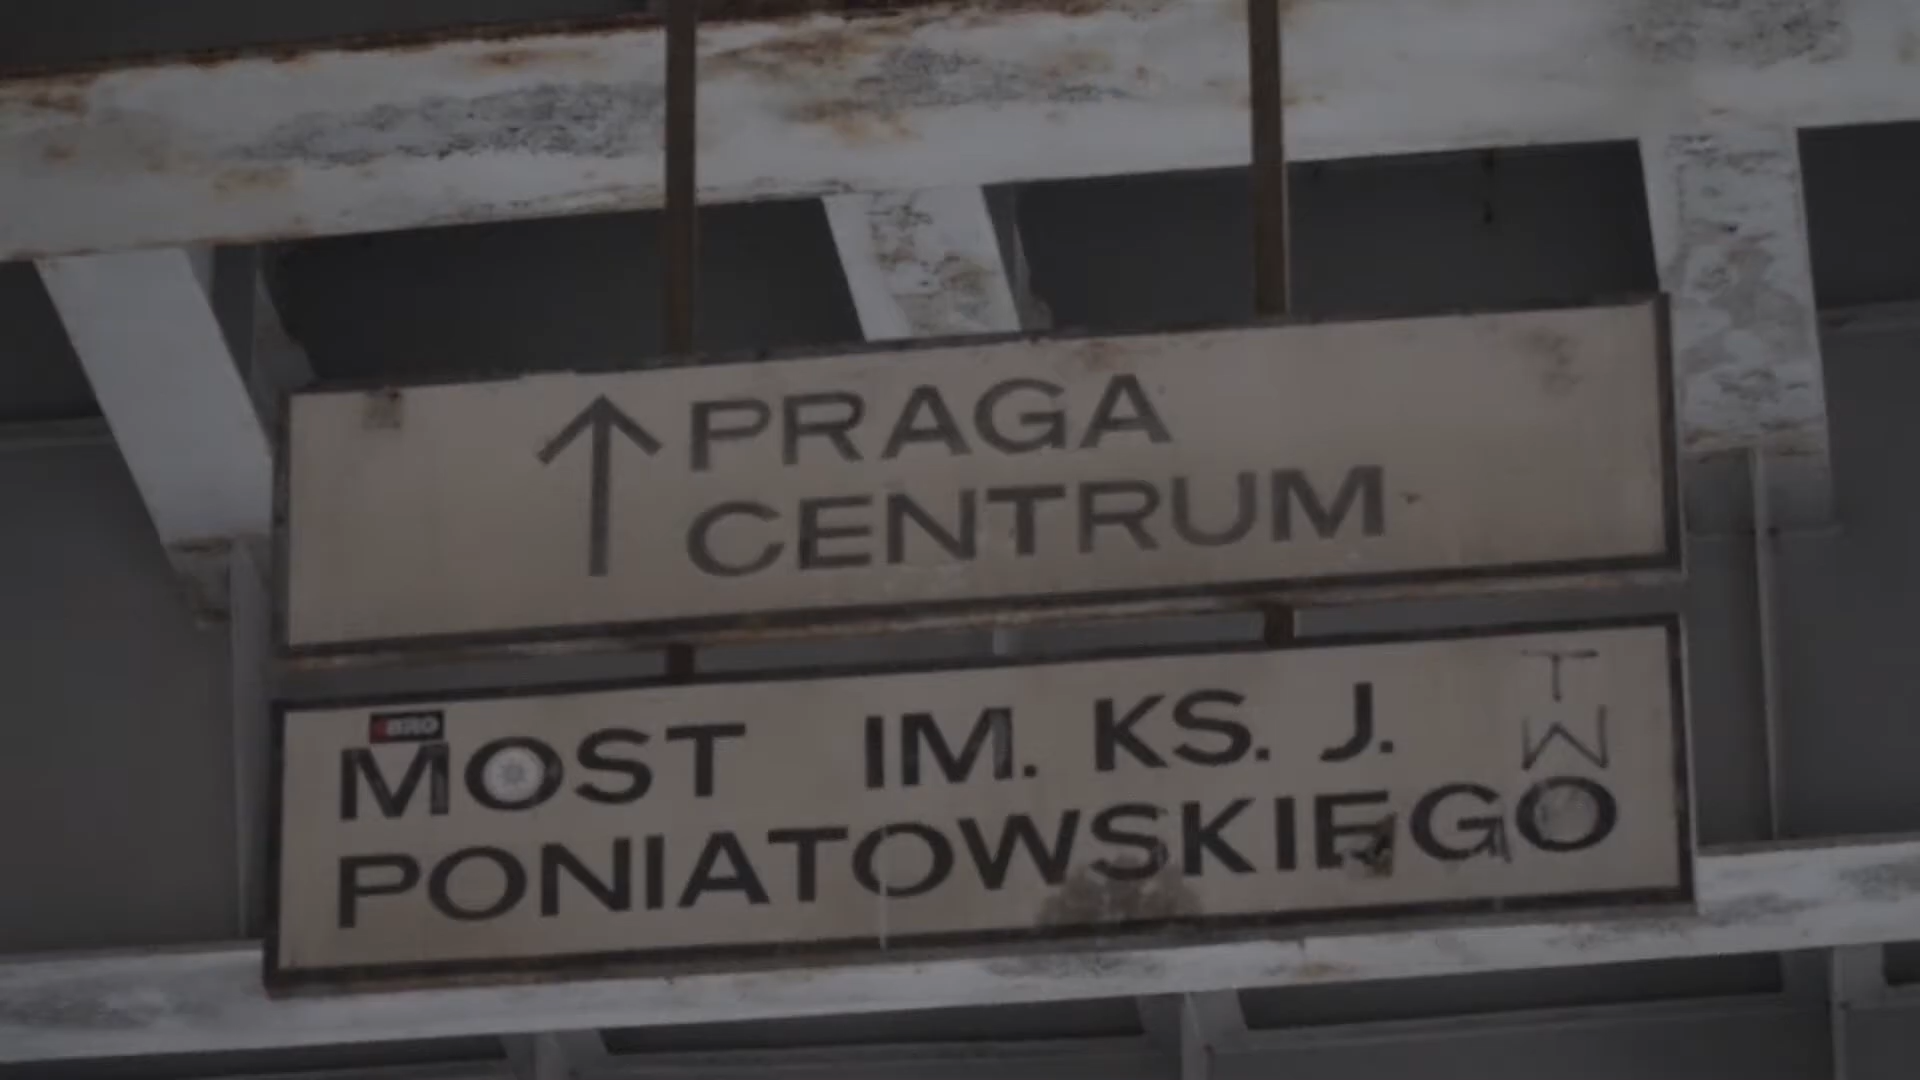 ↑ PRAGA
CENTRUM
MOST IM. KS. J.
PONIATOWSKIEGO
T
W